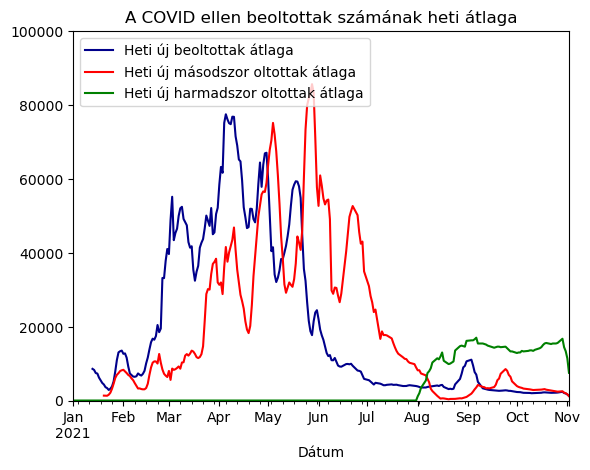 A COVID ellen beoltottak számának heti átlaga
100000
80000
60000
40000
20000
0
Heti új beoltottak átlaga
Heti új másodszor oltottak átlaga
Heti új harmadszor oltottak átlaga
Jan Feb Mar Apr May Jun Jul Aug Sep Oct Nov
2021
Dátum